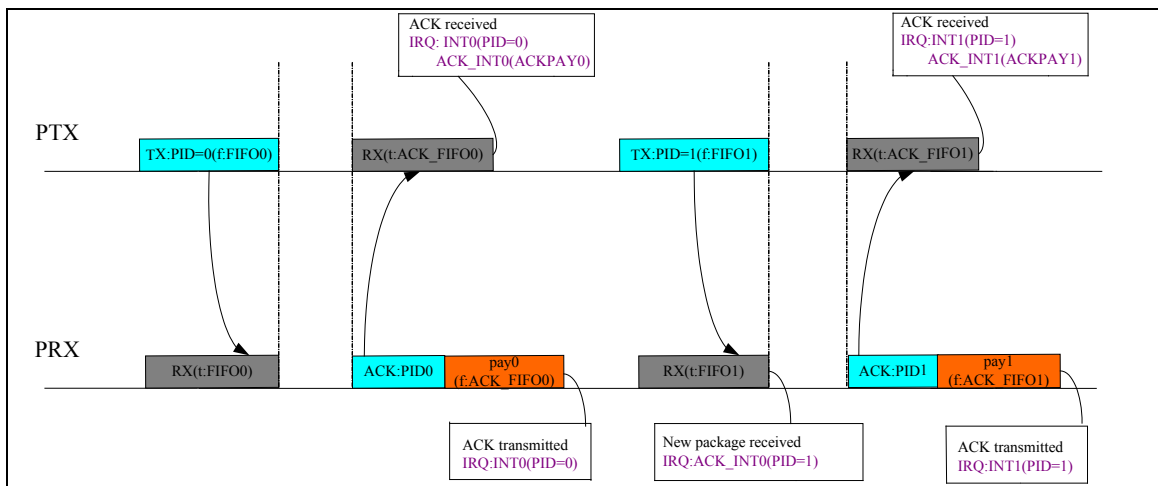 ACK received
IRQ: INT0(PID=0)
ACK_INT0(ACKPAY0)
ACK received
IRQ:INT1(PID=1)
ACK_INT1(ACKPAY1)
PTX
TX:PID=0(f:FIFO0)
RX(t:ACK_FIFO0)
TX:PID=1(f:FIFO1)
RX(t:ACK_FIFO1)
PRX
RX(t:FIFO0)
ACK:PID0
pay0
(f:ACK_FIFO0)
RX(t:FIFO1)
ACK:PID1
pay1
(f:ACK_FIFO1)
ACK transmitted
IRQ:INT0(PID=0)
New package received
IRQ:ACK_INT0(PID=1)
ACK transmitted
IRQ:INT1(PID=1)